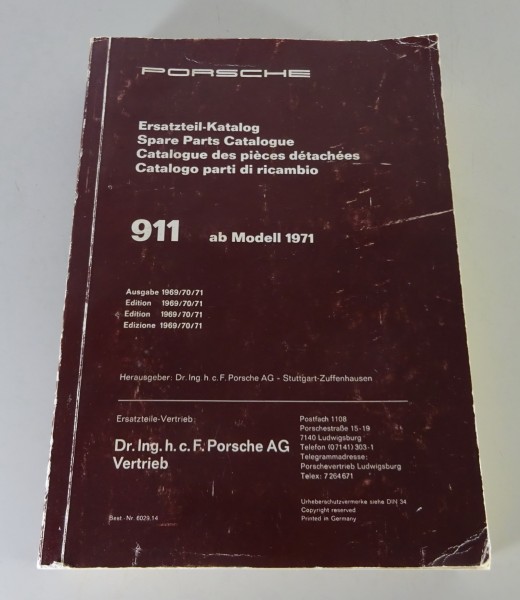 PORSCHE
Ersatzteil-Katalog
Spare Parts Catalogue
Catalogue des pièces détachées
Catalogo parti di ricambio
911 ab Modell 1971
Ausgabe 1969/70/71
Edition 1969/70/71
Edition 1969/70/71
Edizione 1969/70/71
Herausgeber: Dr. Ing. h. c. F. Porsche AG - Stuttgart-Zuffenhausen
Ersatzteile-Vertrieb:
Dr. Ing. h. c. F. Porsche AG
Vertrieb
Best.-Nr. 6029.14
Postfach 1108
Porschestraße 15-19
7140 Ludwigsburg
Telefon (07141) 303-1
Telegrammadresse:
Porschevertrieb Ludwigsburg
Telex: 7 264 671
Urheberschutzvermerke siehe DIN 34
Copyright reserved
Printed in Germany